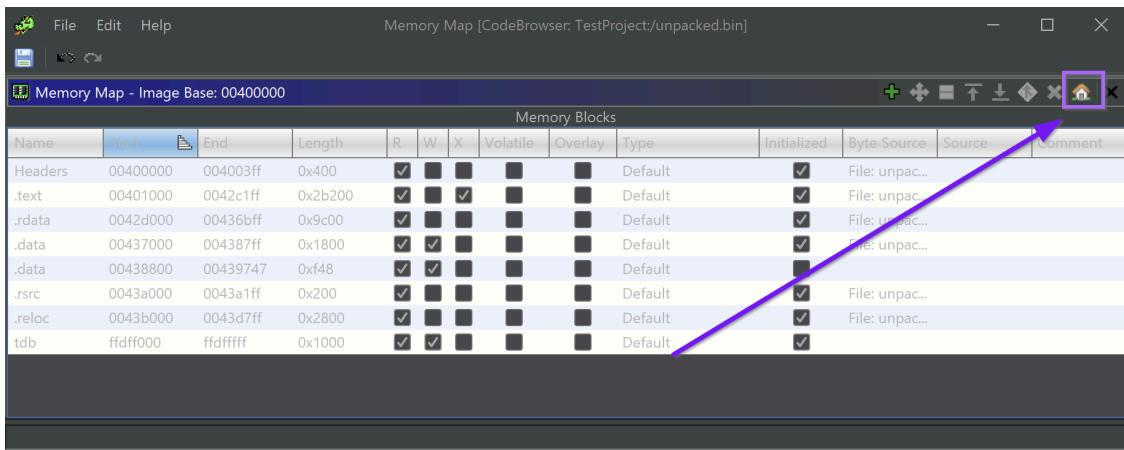 File Edit Help Memory Map [CodeBrowser: TestProject:/unpacked.bin]
Memory Map - Image Base: 00400000
Memory Blocks
Name Start End Length R W X Volatile Overlay Type Initialized Byte Source Source Comment
Headers 00400000 004003ff 0x400 Default File: unpac...
.text 00401000 0042c1ff 0x2b200 Default File: unpac...
.rdata 0042d000 00436bff 0x9c00 Default File: unpac...
.data 00437000 004387ff 0x1800 Default File: unpac...
.data 00438800 00439747 0xf48 Default
.rsrc 0043a000 0043a1ff 0x200 Default File: unpac...
.reloc 0043b000 0043d7ff 0x2800 Default File: unpac...
tdb ffdff000 ffdfffff 0x1000 Default